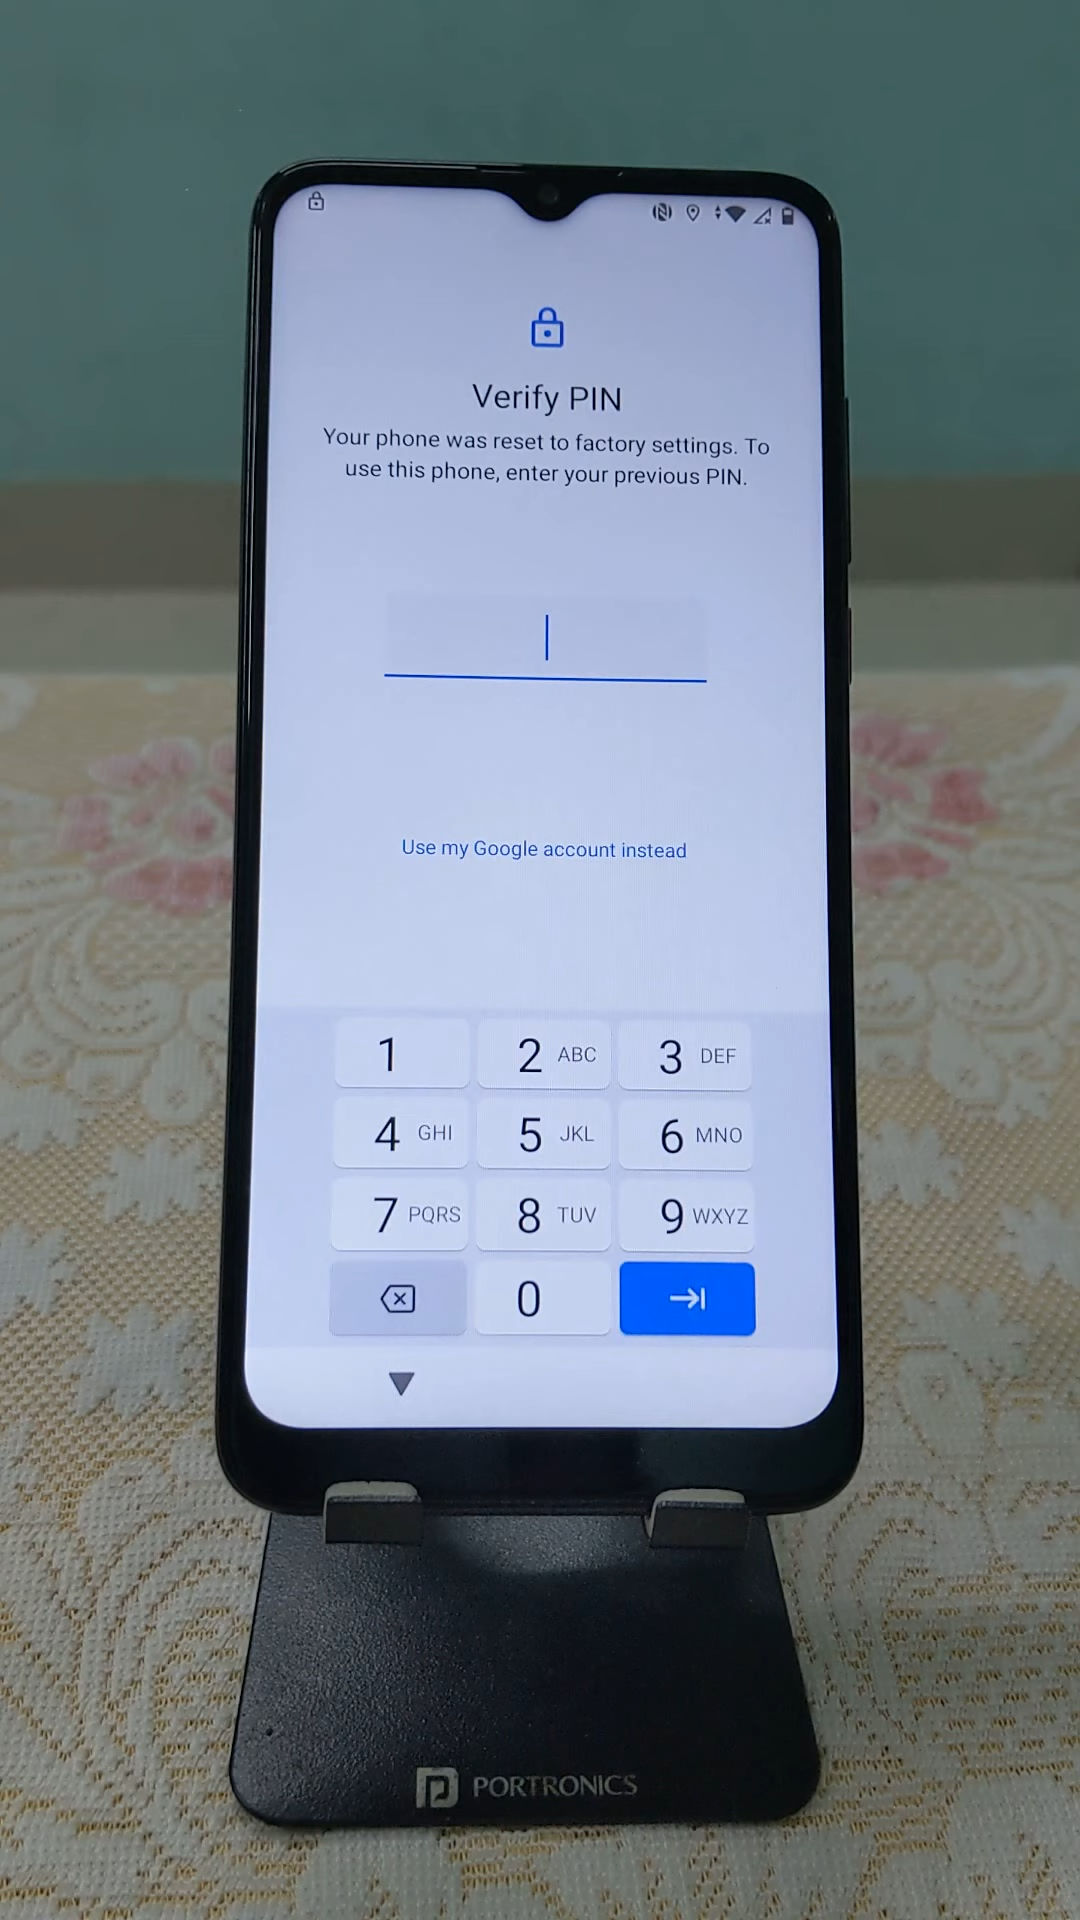 Verify PIN
Your phone was reset to factory settings. To
use this phone, enter your previous PIN.
Use my Google account instead
1
2 ABC
3 DEF
4 GHI
5 JKL
6 MNO
7 PQRS
8 TUV
9 WXYZ
0
PORTRONICS